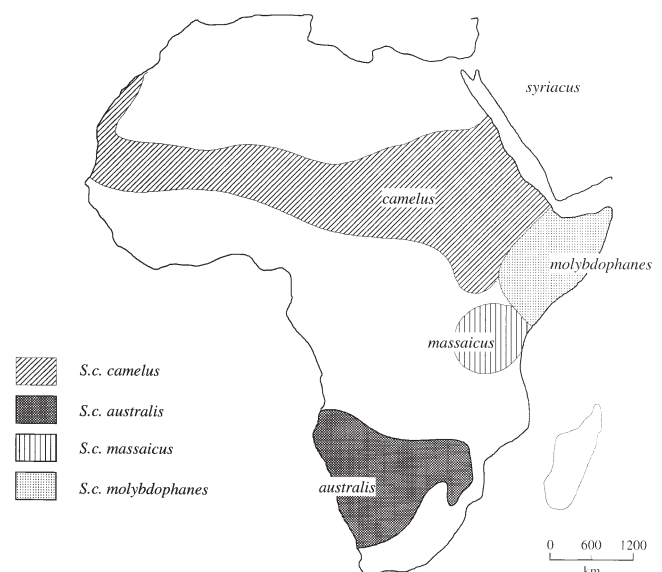 syriacus
camelus
molybdophanes
massaicus
australis
S.c. camelus
S.c. australis
S.c. massaicus
S.c. molybdophanes
0 600 1200
km